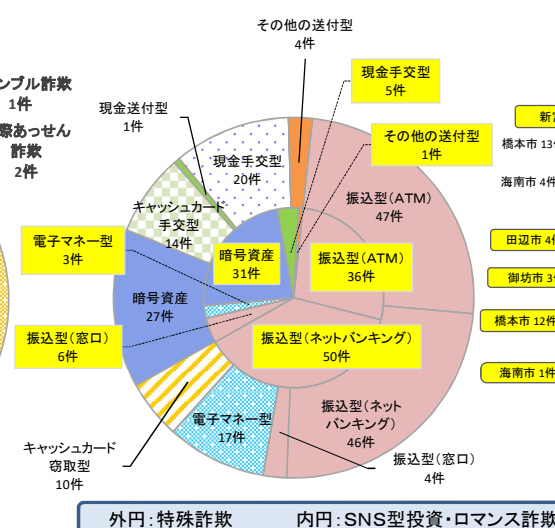 その他の送付型
4件
現金手交型
5件
ンブル詐欺
1件
際あっせん
詐欺
2件
現金送付型
1件
新宮
橋本市 13件
海南市 4件
その他の送付型
1件
現金手交型
20件
振込型(ATM)
47件
キャッシュカード
手交型
14件
電子マネー型
3件
暗号資産
31件
振込型(ATM)
36件
田辺市 4件
御坊市 3件
暗号資産
27件
橋本市 12件
振込型(窓口)
6件
振込型(ネットバンキング)
50件
海南市 1件
電子マネー型
17件
振込型(ネット
バンキング)
46件
キャッシュカード
窃取型
10件
振込型(窓口)
4件
外円:特殊詐欺 内円:SNS型投資・ロマンス詐欺